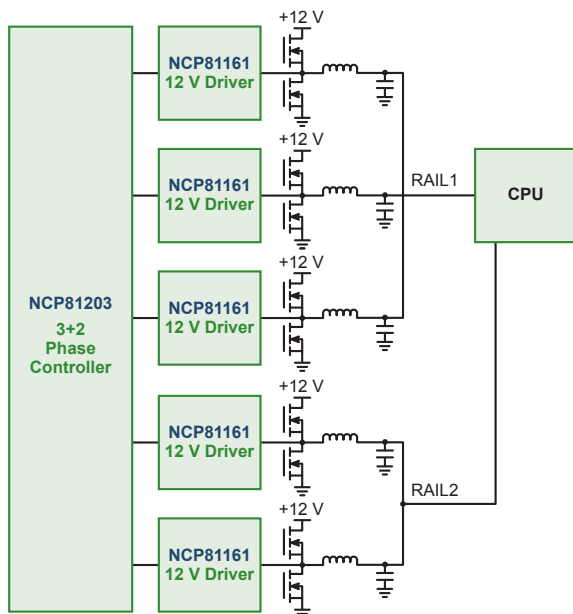 +12 V
NCP81161
12 V Driver
+12 V
NCP81161
12 V Driver
RAIL1
CPU
+12 V
NCP81203
3+2
Phase
Controller
NCP81161
12 V Driver
+12 V
NCP81161
12 V Driver
RAIL2
+12 V
NCP81161
12 V Driver